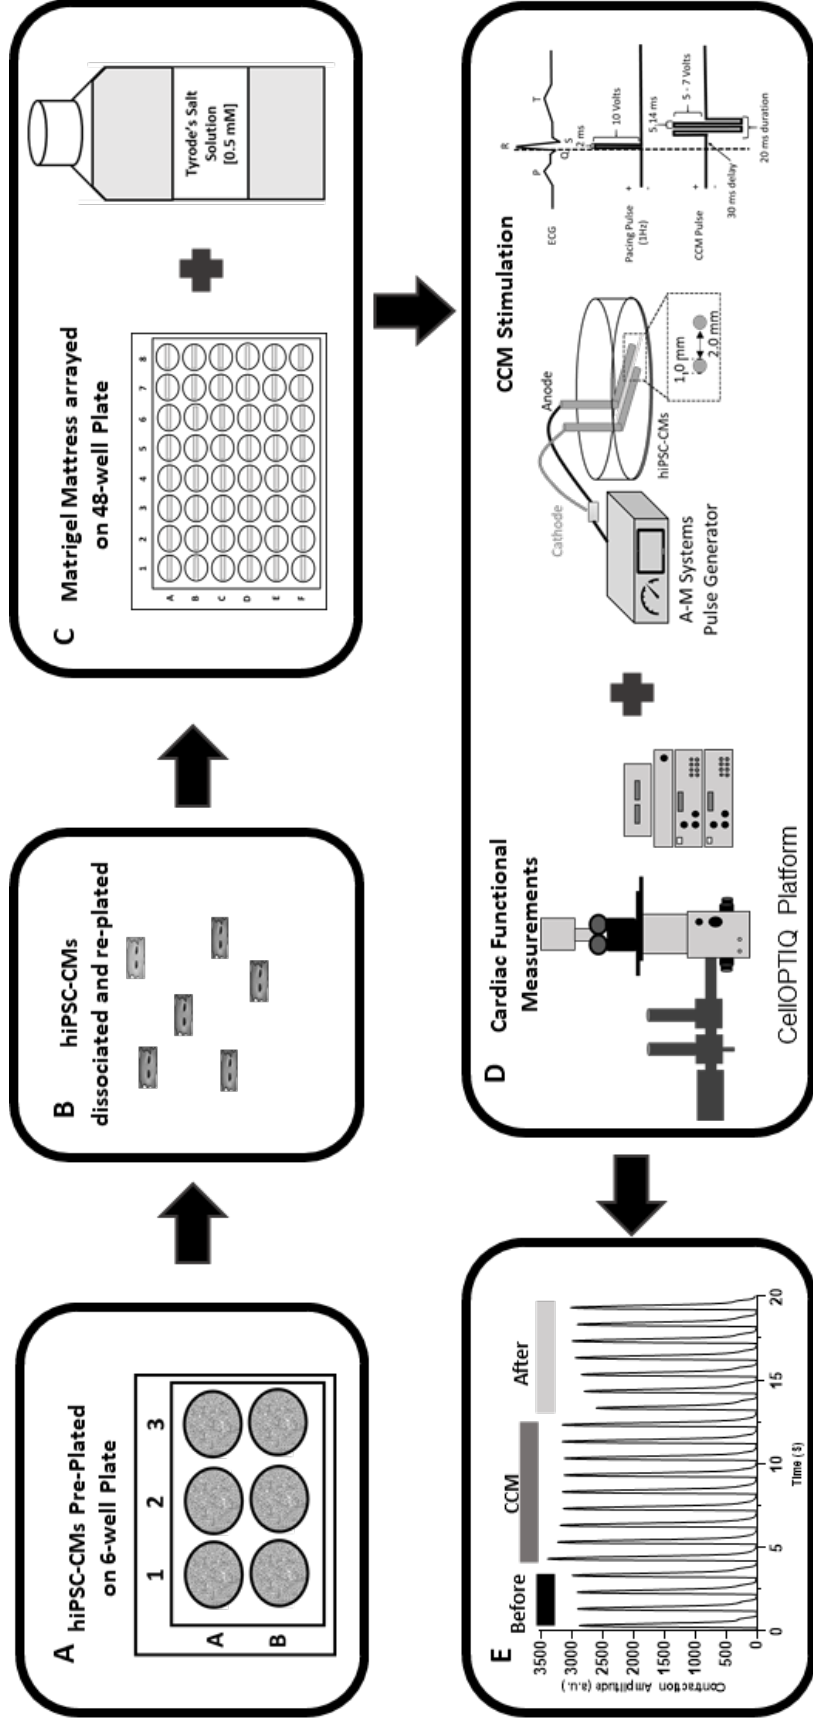 A
hiPSC-CMs Pre-Plated
on 6-well Plate
1 2 3
A
B
B
hiPSC-CMs
dissociated and re-plated
C
Matrigel Mattress arrayed
on 48-well Plate
1 2 3 4 5 6 7 8
A
B
C
D
E
F
Tyrode's Salt
Solution
[0.5 mM]
D
Cardiac Functional
Measurements
CellOPTIQ Platform
CCM Stimulation
Cathode
Anode
A-M Systems
Pulse Generator
hiPSC-CMs
1.0 mm
2.0 mm
ECG
P
Q
R
S
T
2 ms
10 Volts
Pacing Pulse
(1Hz)
+
-
5.14 ms
5 - 7 Volts
CCM Pulse
+
-
30 ms delay
20 ms duration
E
Before
CCM
After
Contraction Amplitude (a.u.)
3500
3000
2500
2000
1500
1000
500
0
0 5 10 15 20
Time (s)